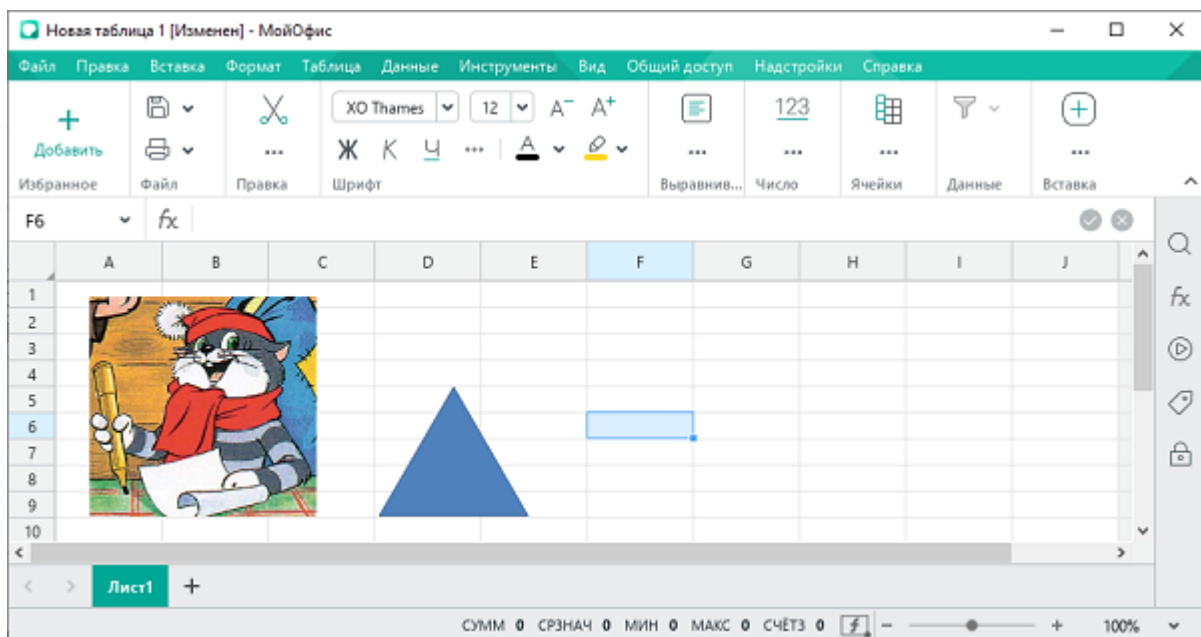 Новая таблица 1 [Изменен] - МойОфис
Файл Правка Вставка Формат Таблица Данные Инструменты Вид Общий доступ Надстройки Справка
XO Thames 12 A⁻ A⁺ 123
Добавить Ж К Ч A
Избранное Файл Правка Шрифт Выравнив... Число Ячейки Данные Вставка
F6 fx
A B C D E F G H I J
1
2
3
4
5
6
7
8
9
10
fx
Лист1
СУММ 0 СРЗНАЧ 0 МИН 0 МАКС 0 СЧЁТЗ 0 100%